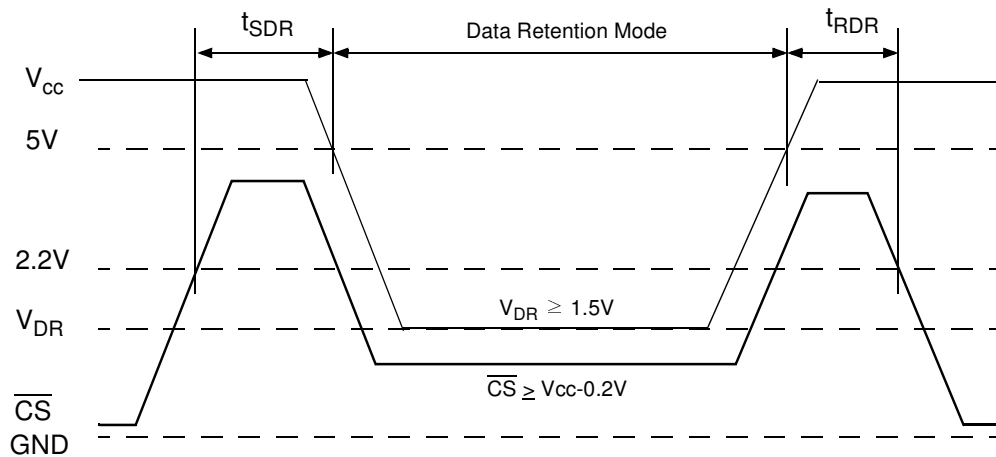 tSDR
Data Retention Mode
tRDR
Vcc
5V
2.2V
VDR
VDR ≥ 1.5V
CS ≥ Vcc-0.2V
CS
GND